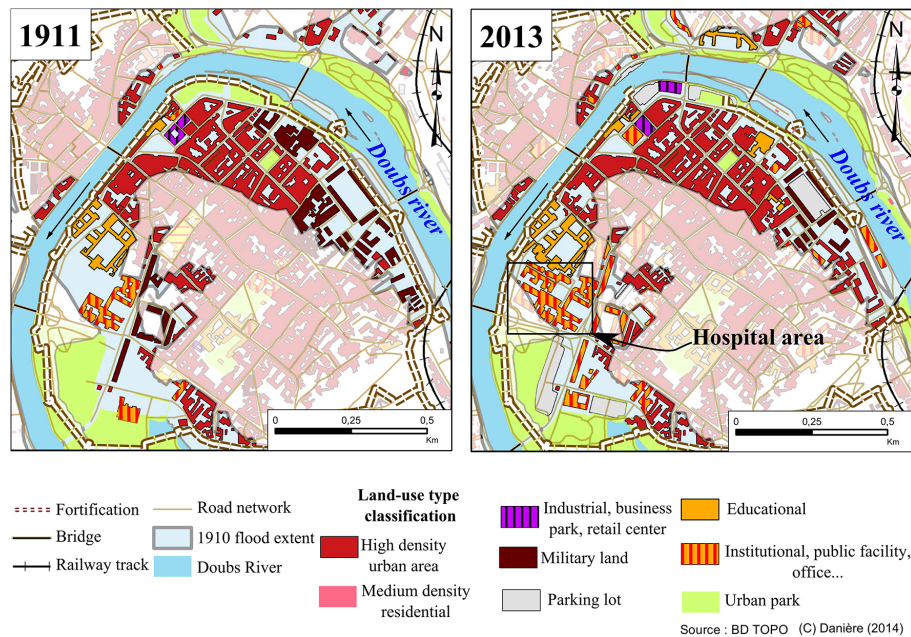 1911
N
Doubs river
0
0,25
0,5
Km
2013
N
Doubs river
Hospital area
0
0,25
0,5
Km
Fortification
Bridge
Railway track
Road network
1910 flood extent
Doubs River
Land-use type
classification
High density
urban area
Medium density
residential
Industrial, business
park, retail center
Military land
Parking lot
Educational
Institutional, public facility,
office...
Urban park
Source : BD TOPO (C) Danière (2014)